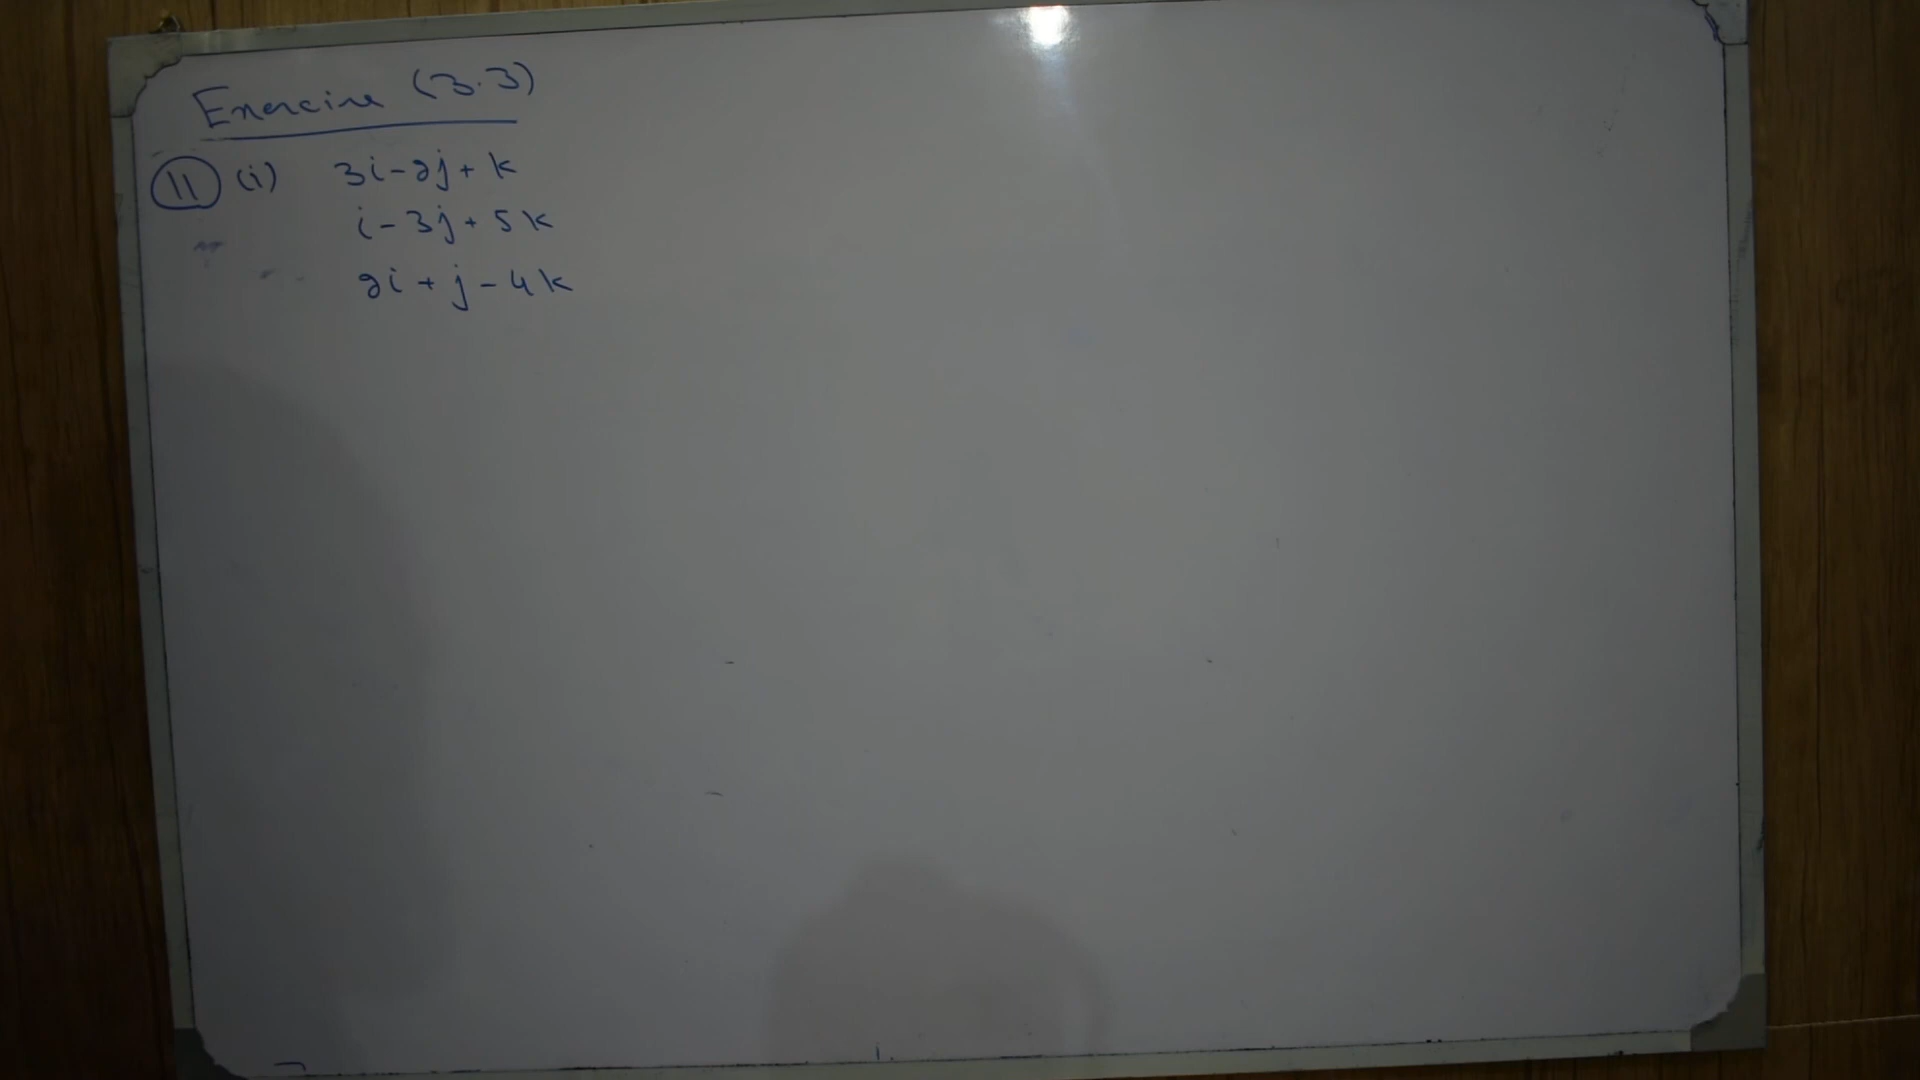 Exercise (3.3)
11 (i) 3i - 2j + k
i - 3j + 5k
2i + j - 4k